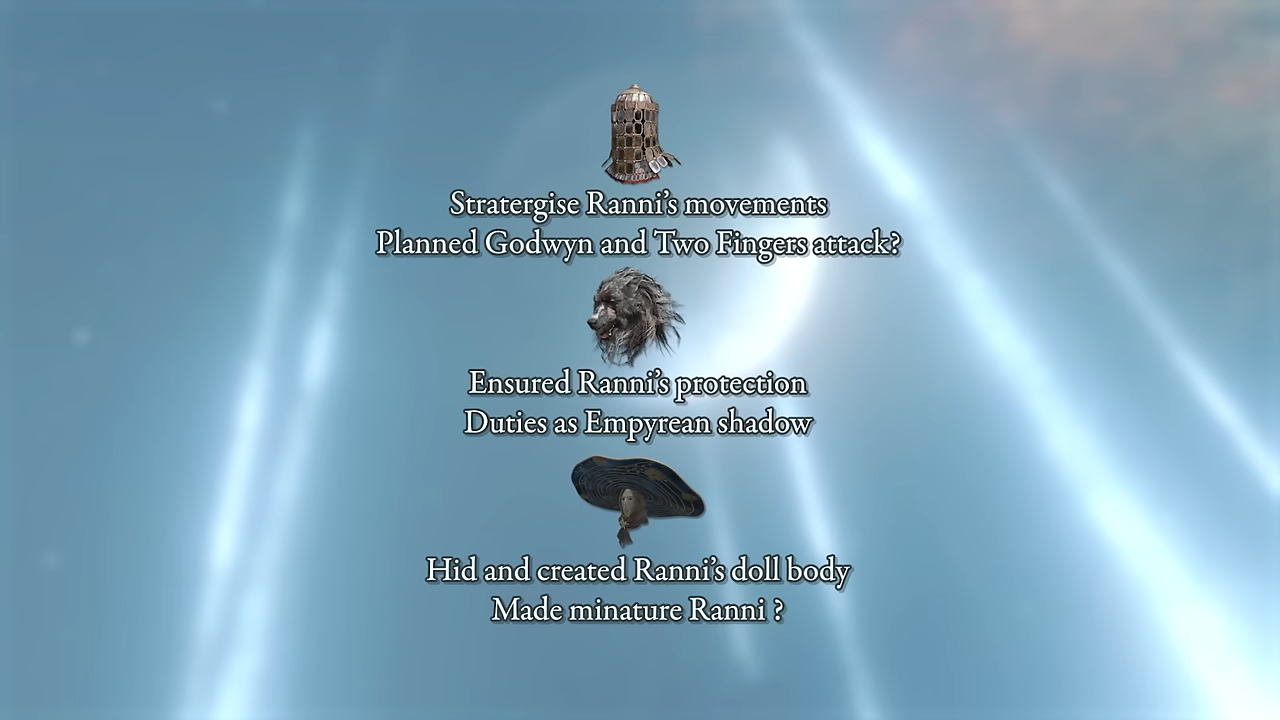 Stratergise Ranni's movements
Planned Godwyn and Two Fingers attack?
Ensured Ranni's protection
Duties as Empyrean shadow
Hid and created Ranni's doll body
Made minature Ranni ?